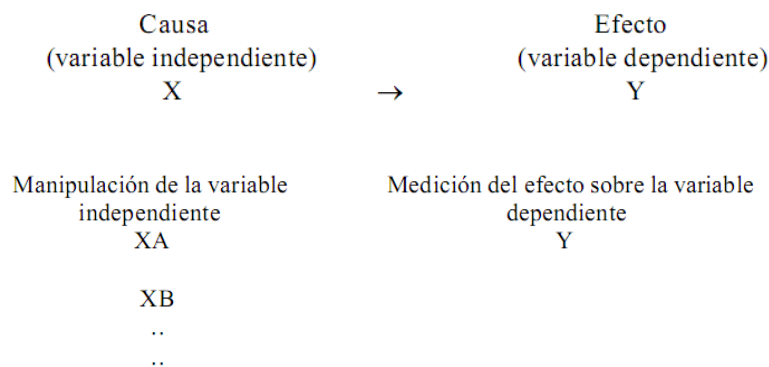 Causa Efecto
(variable independiente) (variable dependiente)
X → Y
Manipulación de la variable Medición del efecto sobre la variable
independiente dependiente
XA Y
XB
..
..